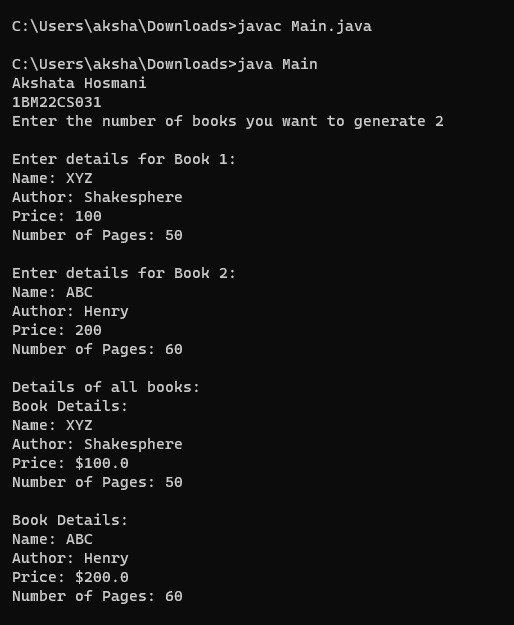 C:\Users\aksha\Downloads>javac Main.java
C:\Users\aksha\Downloads>java Main
Akshata Hosmani
1BM22CS031
Enter the number of books you want to generate 2
Enter details for Book 1:
Name: XYZ
Author: Shakesphere
Price: 100
Number of Pages: 50
Enter details for Book 2:
Name: ABC
Author: Henry
Price: 200
Number of Pages: 60
Details of all books:
Book Details:
Name: XYZ
Author: Shakesphere
Price: $100.0
Number of Pages: 50
Book Details:
Name: ABC
Author: Henry
Price: $200.0
Number of Pages: 60